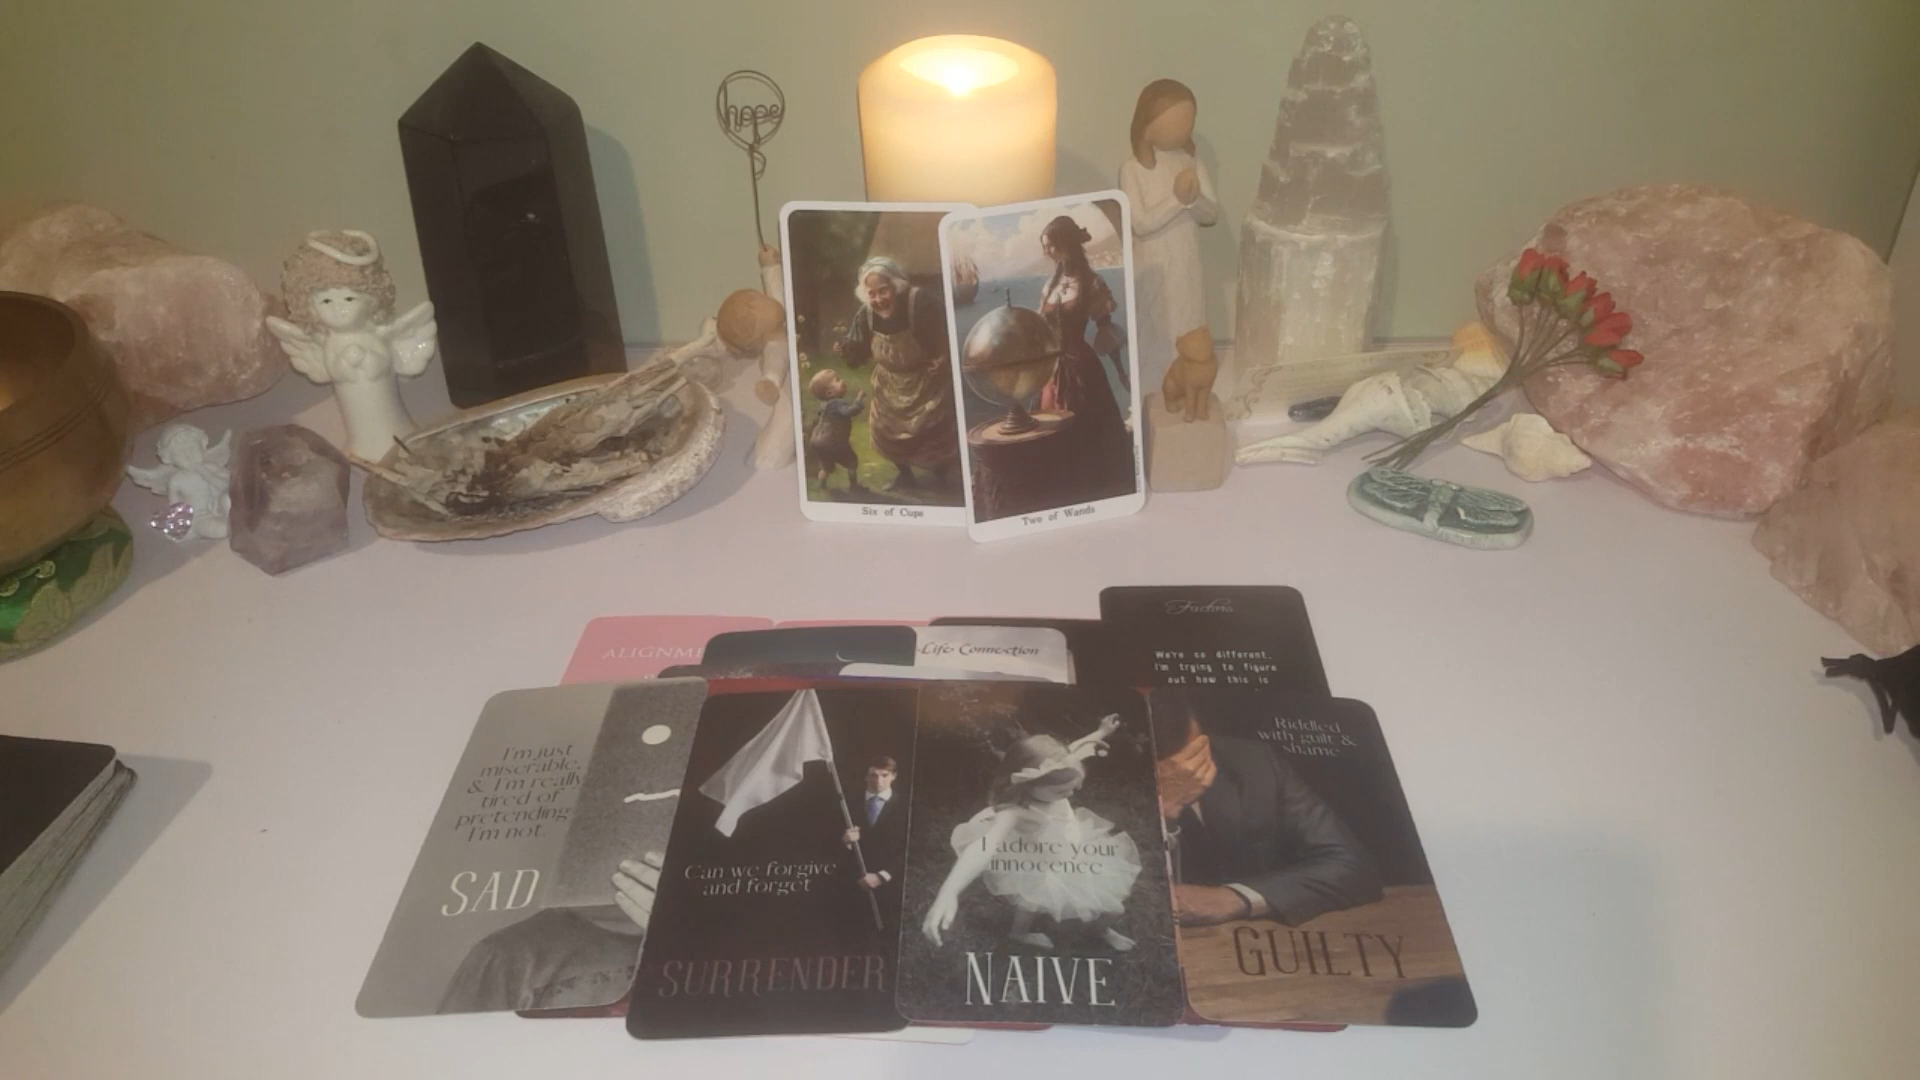 hope
Six of Cups
Two of Wands
ALIGNME
-Life Connection
We're so different.
I'm trying to figure
out how this is
I'm just
miserable.
& I'm really
tired of
pretending
I'm not.
SAD
Can we forgive
and forget
SURRENDER
I adore your
innocence
NAIVE
Riddled
with guilt &
shame
GUILTY